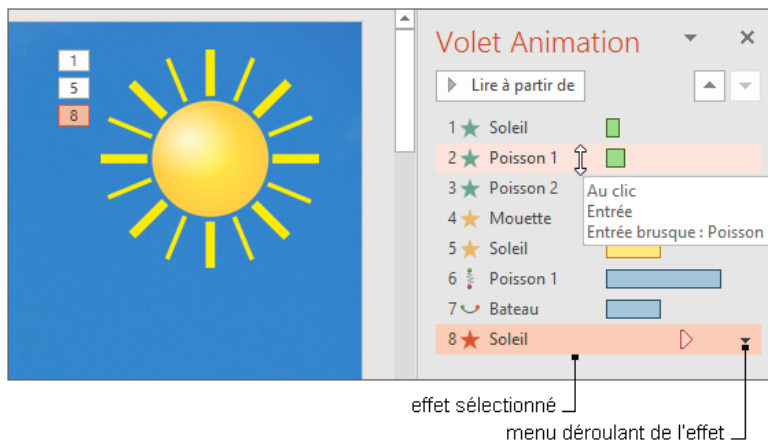 1
5
8
Volet Animation
Lire à partir de
1 Soleil
2 Poisson 1
3 Poisson 2
4 Mouette
5 Soleil
6 Poisson 1
7 Bateau
8 Soleil
Au clic
Entrée
Entrée brusque : Poisson
effet sélectionné
menu déroulant de l'effet